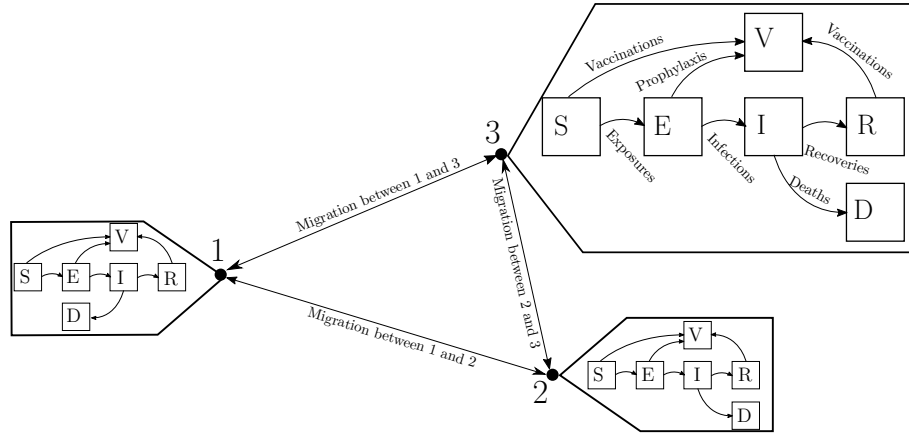 Vaccinations
Prophylaxis
V
Vaccinations
S
E
I
R
Exposures
Infections
Recoveries
Deaths
D
3
Migration between 1 and 3
Migration between 2 and 3
Migration between 1 and 2
1
V
S
E
I
R
D
2
V
S
E
I
R
D